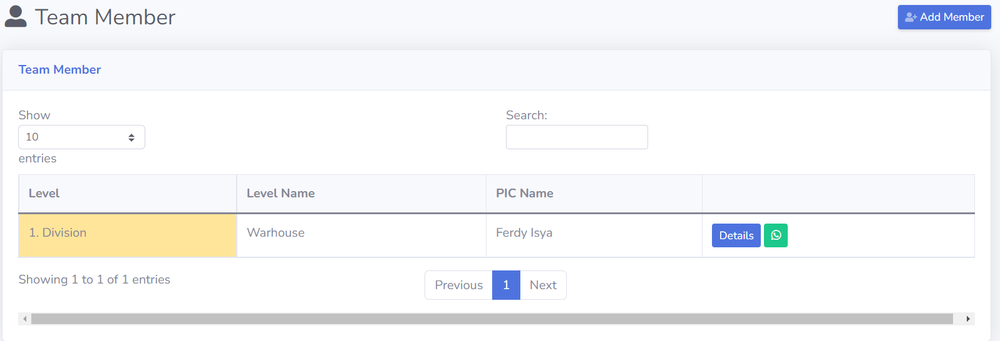 Team Member
Add Member
Team Member
Show
10
entries
Search:
Level Level Name PIC Name
1. Division Warhouse Ferdy Isya Details
Showing 1 to 1 of 1 entries
Previous 1 Next